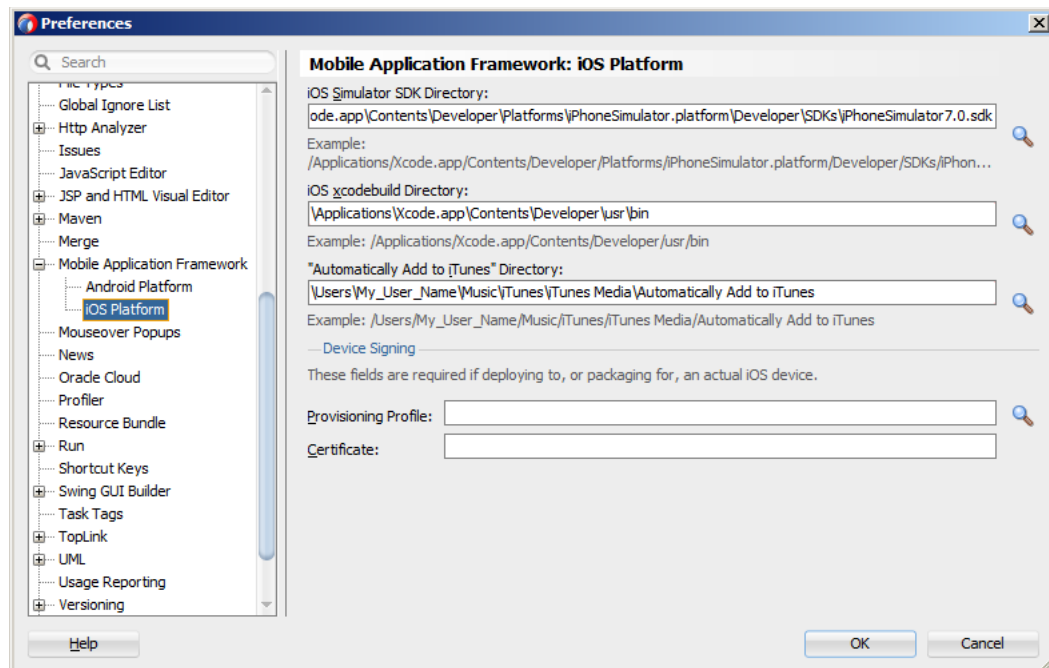 Preferences
Search
File Types
Global Ignore List
Http Analyzer
Issues
JavaScript Editor
JSP and HTML Visual Editor
Maven
Merge
Mobile Application Framework
Android Platform
iOS Platform
Mouseover Popups
News
Oracle Cloud
Profiler
Resource Bundle
Run
Shortcut Keys
Swing GUI Builder
Task Tags
TopLink
UML
Usage Reporting
Versioning
Mobile Application Framework: iOS Platform
iOS Simulator SDK Directory:
ode.app\Contents\Developer\Platforms\iPhoneSimulator.platform\Developer\SDKs\iPhoneSimulator7.0.sdk
Example:
/Applications/Xcode.app/Contents/Developer/Platforms/iPhoneSimulator.platform/Developer/SDKs/iPhon...
iOS xcodebuild Directory:
\Applications\Xcode.app\Contents\Developer\usr\bin
Example: /Applications/Xcode.app/Contents/Developer/usr/bin
"Automatically Add to iTunes" Directory:
\Users\My_User_Name\Music\iTunes\iTunes Media\Automatically Add to iTunes
Example: /Users/My_User_Name/Music/iTunes/iTunes Media/Automatically Add to iTunes
Device Signing
These fields are required if deploying to, or packaging for, an actual iOS device.
Provisioning Profile:
Certificate:
Help
OK
Cancel